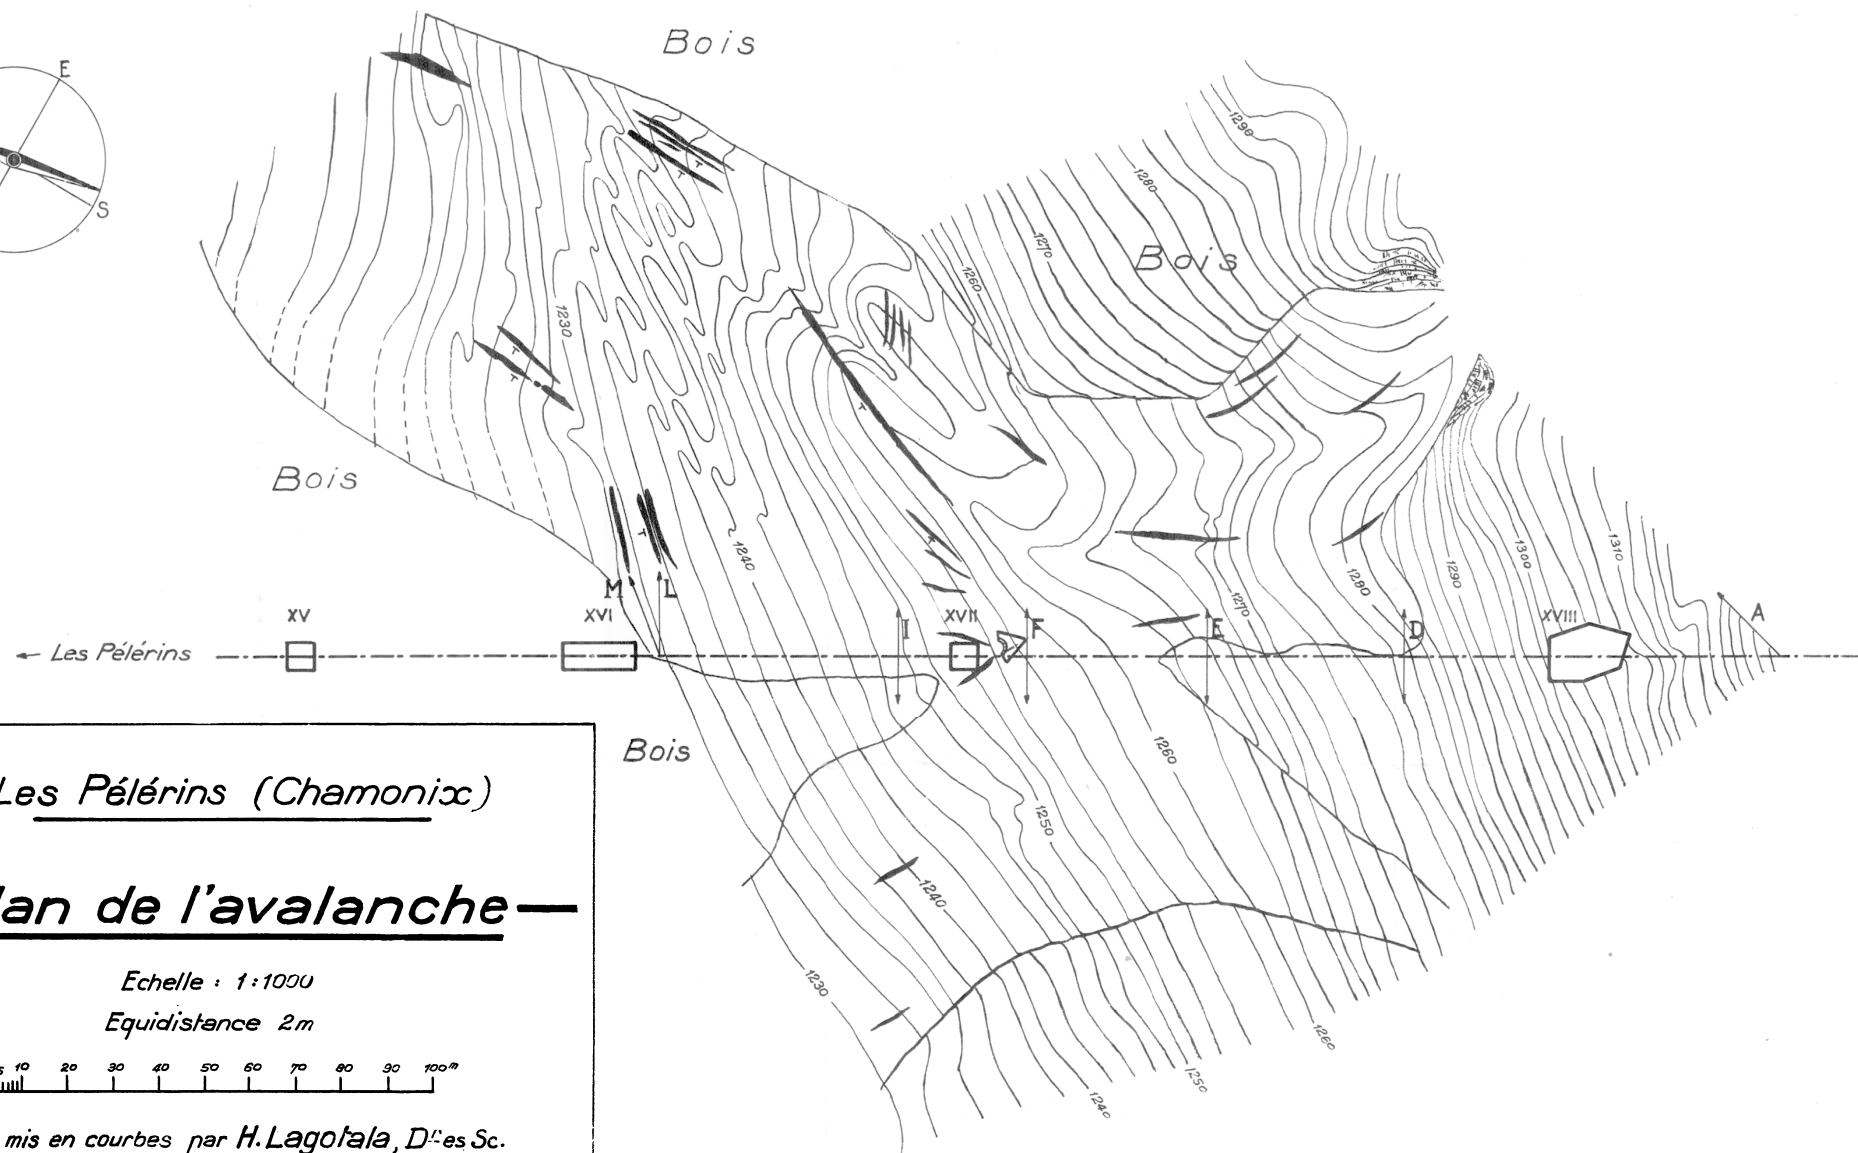 Bois
E
S
1290
1280
Bois
1270
1260
1230
Bois
1240
1310
1300
1290
1280
1270
M
L
XV
XVI
I
XVII
F
E
D
XVIII
A
← Les Pélérins
Bois
1260
Les Pélérins (Chamonix)
1250
1240
lan de l'avalanche—
1230
Echelle : 1:1000
Equidistance 2m
1260
10 20 30 40 50 60 70 80 90 100m
1250
1240
mis en courbes par H. Lagotala, Dr es Sc.